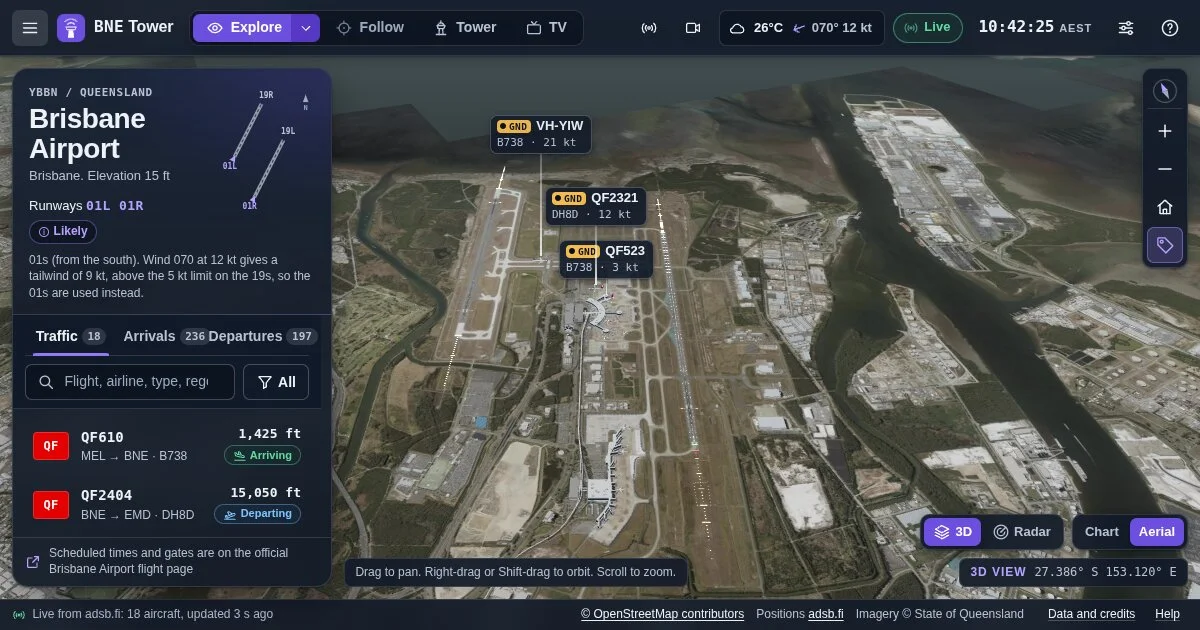 BNE Tower
Explore
Follow
Tower
TV
26°C
070° 12 kt
Live
10:42:25 AEST
YBBN / QUEENSLAND
Brisbane
Airport
Brisbane. Elevation 15 ft
19R
N
19L
01L
01R
Runways 01L 01R
Likely
01s (from the south). Wind 070 at 12 kt gives a
tailwind of 9 kt, above the 5 kt limit on the 19s, so the
01s are used instead.
Traffic 18
Arrivals 236
Departures 197
Flight, airline, type, reg
All
QF
QF610
1,425 ft
MEL → BNE · B738
Arriving
QF
QF2404
15,050 ft
BNE → EMD · DH8D
Departing
Scheduled times and gates are on the official
Brisbane Airport flight page
GND VH-YIW
B738 · 21 kt
GND QF2321
DH8D · 12 kt
GND QF523
B738 · 3 kt
Drag to pan. Right-drag or Shift-drag to orbit. Scroll to zoom.
3D
Radar
Chart
Aerial
3D VIEW 27.386° S 153.120° E
Live from adsb.fi: 18 aircraft, updated 3 s ago
© OpenStreetMap contributors
Positions adsb.fi
Imagery © State of Queensland
Data and credits
Help